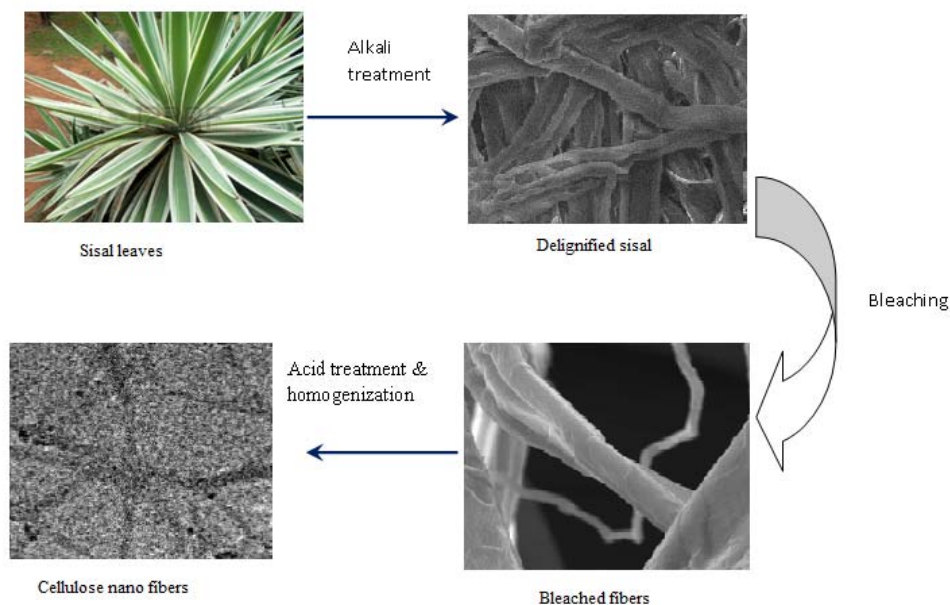 Alkali
treatment
Sisal leaves
Delignified sisal
Bleaching
Acid treatment &
homogenization
Cellulose nano fibers
Bleached fibers